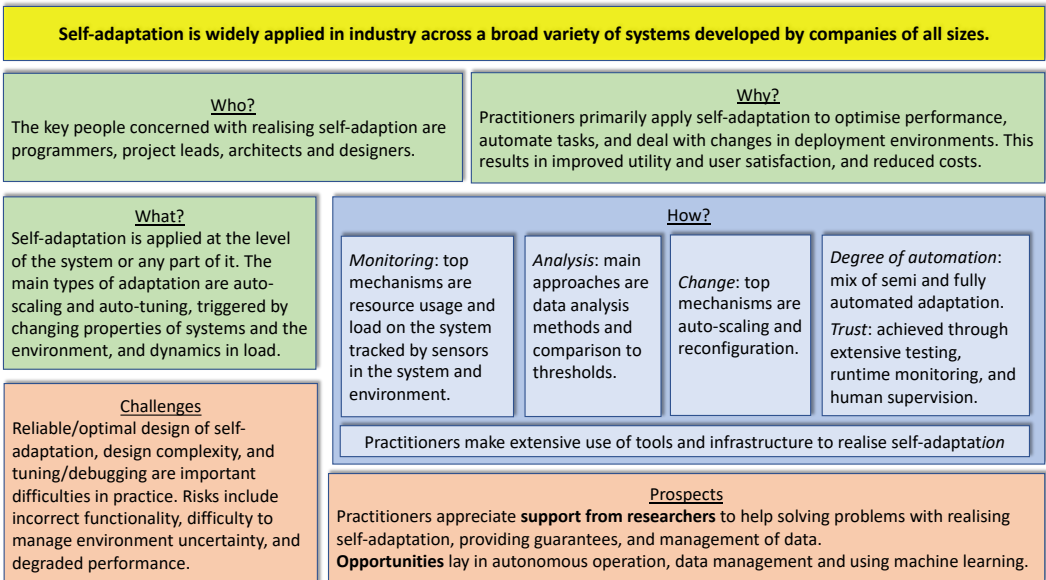 Self-adaptation is widely applied in industry across a broad variety of systems developed by companies of all sizes.
Who?
The key people concerned with realising self-adaption are
programmers, project leads, architects and designers.
Why?
Practitioners primarily apply self-adaptation to optimise performance,
automate tasks, and deal with changes in deployment environments. This
results in improved utility and user satisfaction, and reduced costs.
What?
Self-adaptation is applied at the level
of the system or any part of it. The
main types of adaptation are auto-
scaling and auto-tuning, triggered by
changing properties of systems and the
environment, and dynamics in load.
How?
Monitoring: top
mechanisms are
resource usage and
load on the system
tracked by sensors
in the system and
environment.
Analysis: main
approaches are
data analysis
methods and
comparison to
thresholds.
Change: top
mechanisms are
auto-scaling and
reconfiguration.
Degree of automation:
mix of semi and fully
automated adaptation.
Trust: achieved through
extensive testing,
runtime monitoring, and
human supervision.
Practitioners make extensive use of tools and infrastructure to realise self-adaptation
Challenges
Reliable/optimal design of self-
adaptation, design complexity, and
tuning/debugging are important
difficulties in practice. Risks include
incorrect functionality, difficulty to
manage environment uncertainty, and
degraded performance.
Prospects
Practitioners appreciate support from researchers to help solving problems with realising
self-adaptation, providing guarantees, and management of data.
Opportunities lay in autonomous operation, data management and using machine learning.